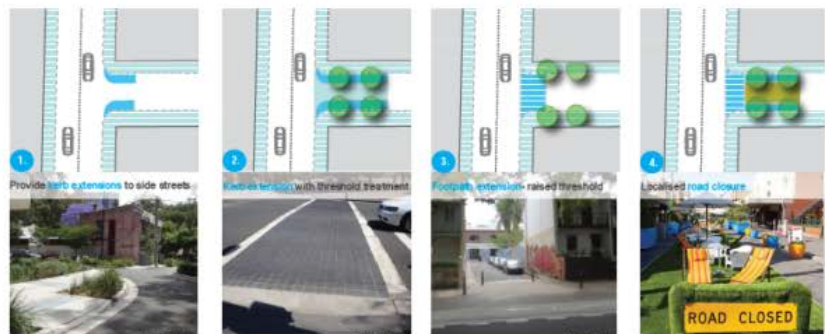 1.
Provide kerb extensions to side streets
2.
Kerb extension with threshold treatment
3.
Footpath extension- raised threshold
4.
Localised road closure
ROAD CLOSED